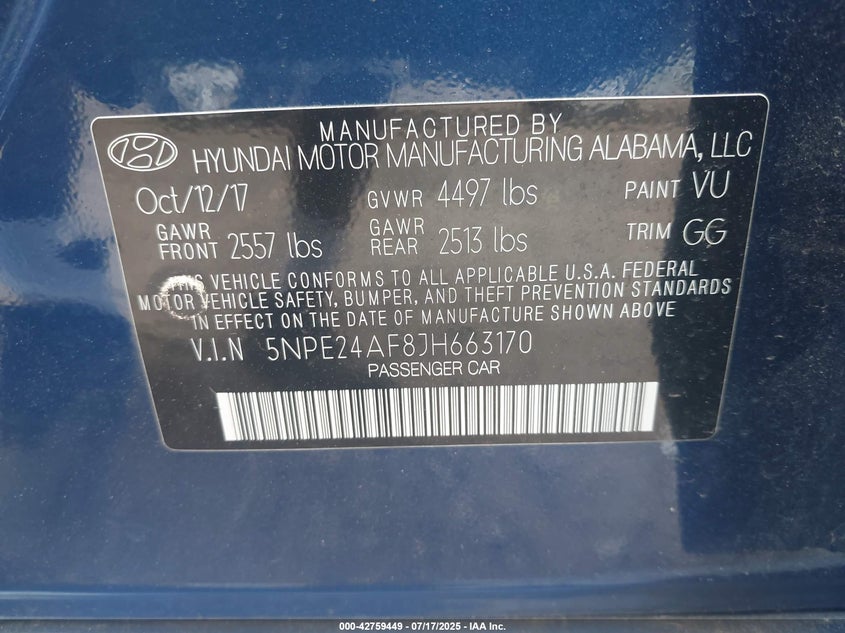 MANUFACTURED BY
HYUNDAI MOTOR MANUFACTURING ALABAMA, LLC
Oct/12/17 GVWR 4497 lbs PAINT VU
GAWR FRONT 2557 lbs GAWR REAR 2513 lbs TRIM GG
THIS VEHICLE CONFORMS TO ALL APPLICABLE U.S.A. FEDERAL
MOTOR VEHICLE SAFETY, BUMPER, AND THEFT PREVENTION STANDARDS
IN EFFECT ON THE DATE OF MANUFACTURE SHOWN ABOVE
V.I.N 5NPE24AF8JH663170
PASSENGER CAR
000-42759449 - 07/17/2025 - IAA Inc.